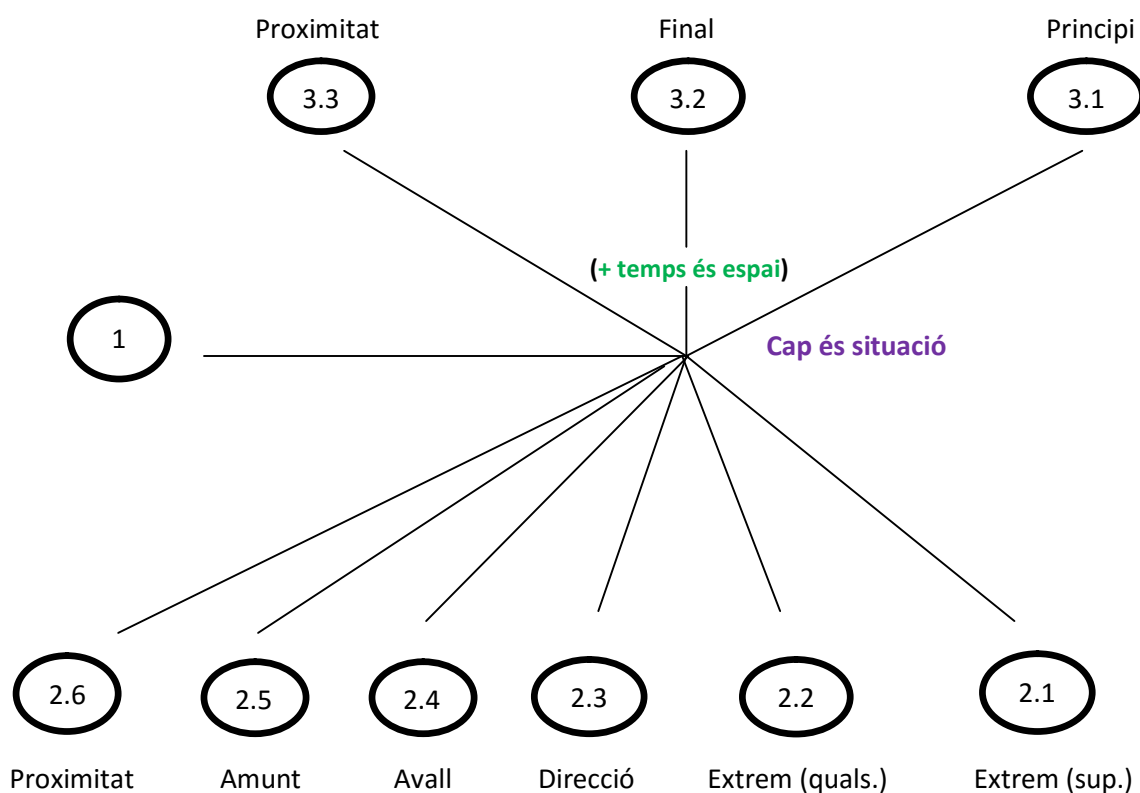 Proximitat Final Principi
3.3 3.2 3.1
(+ temps és espai)
1
Cap és situació
2.6 2.5 2.4 2.3 2.2 2.1
Proximitat Amunt Avall Direcció Extrem (quals.) Extrem (sup.)